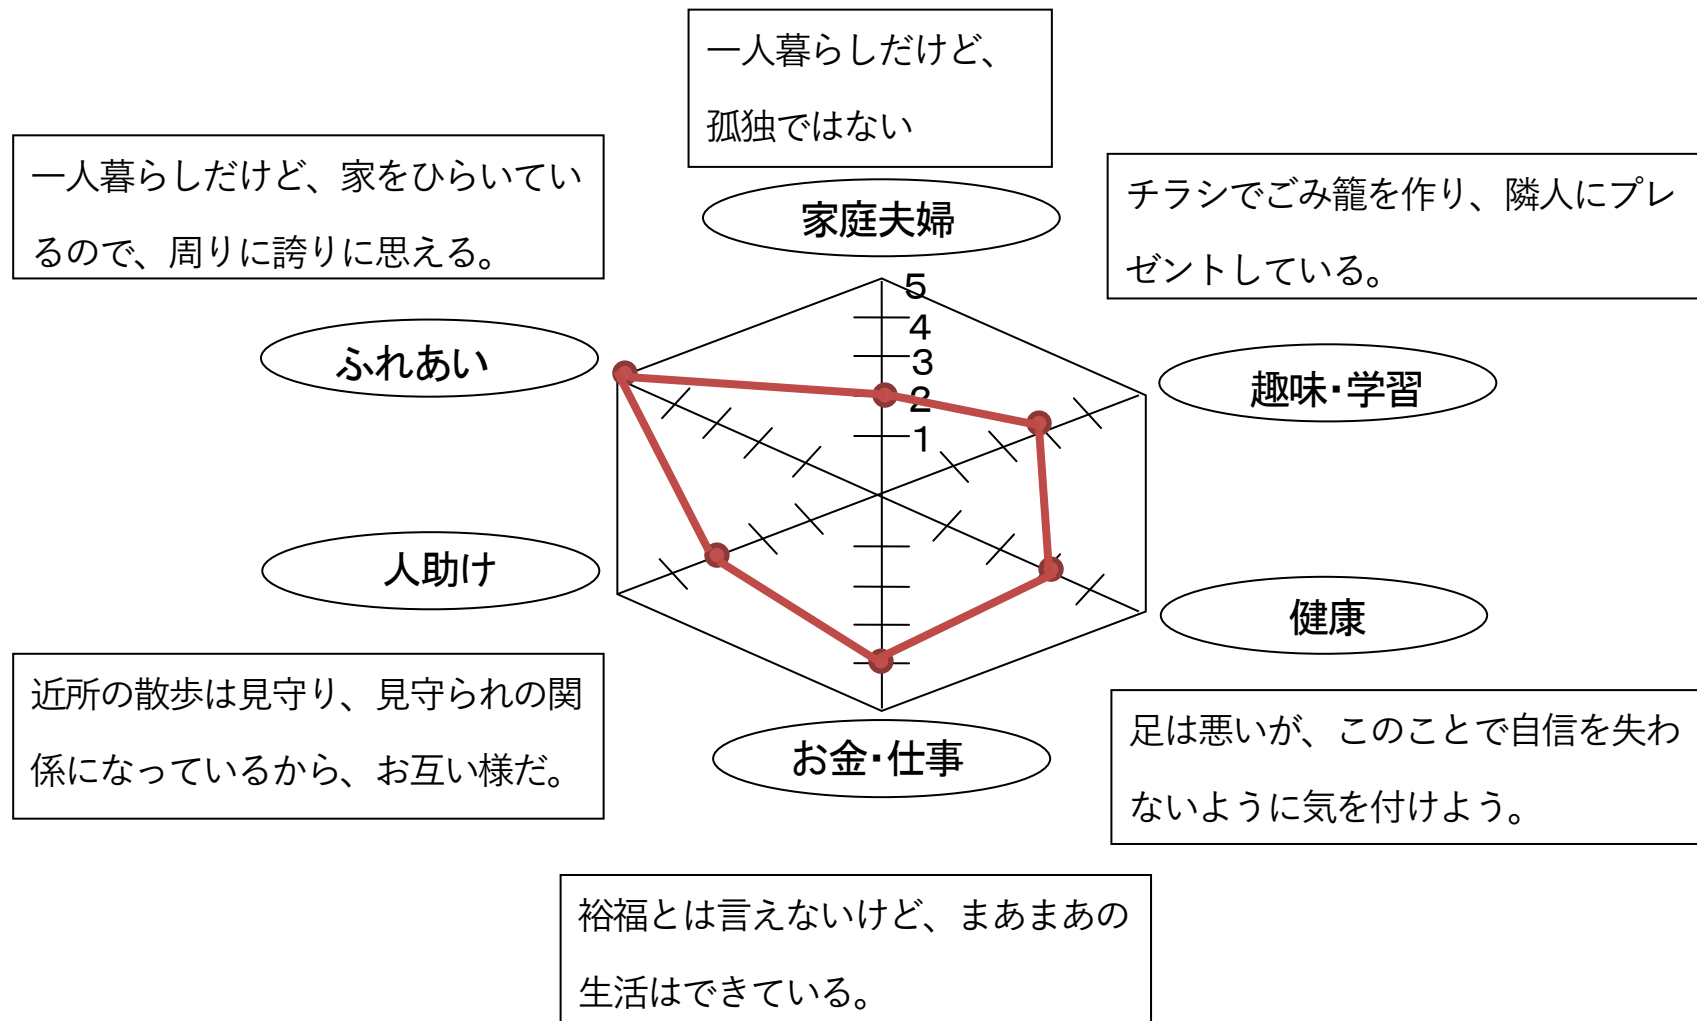 一人暮らしだけど、
孤独ではない
一人暮らしだけど、家をひらいてい
るので、周りに誇りに思える。
チラシでごみ籠を作り、隣人にプレ
ゼントしている。
家庭夫婦
ふれあい
趣味・学習
5
4
3
2
1
人助け
健康
お金・仕事
近所の散歩は見守り、見守られの関
係になっているから、お互い様だ。
足は悪いが、このことで自信を失わ
ないように気を付けよう。
裕福とは言えないけど、まあまあの
生活はできている。